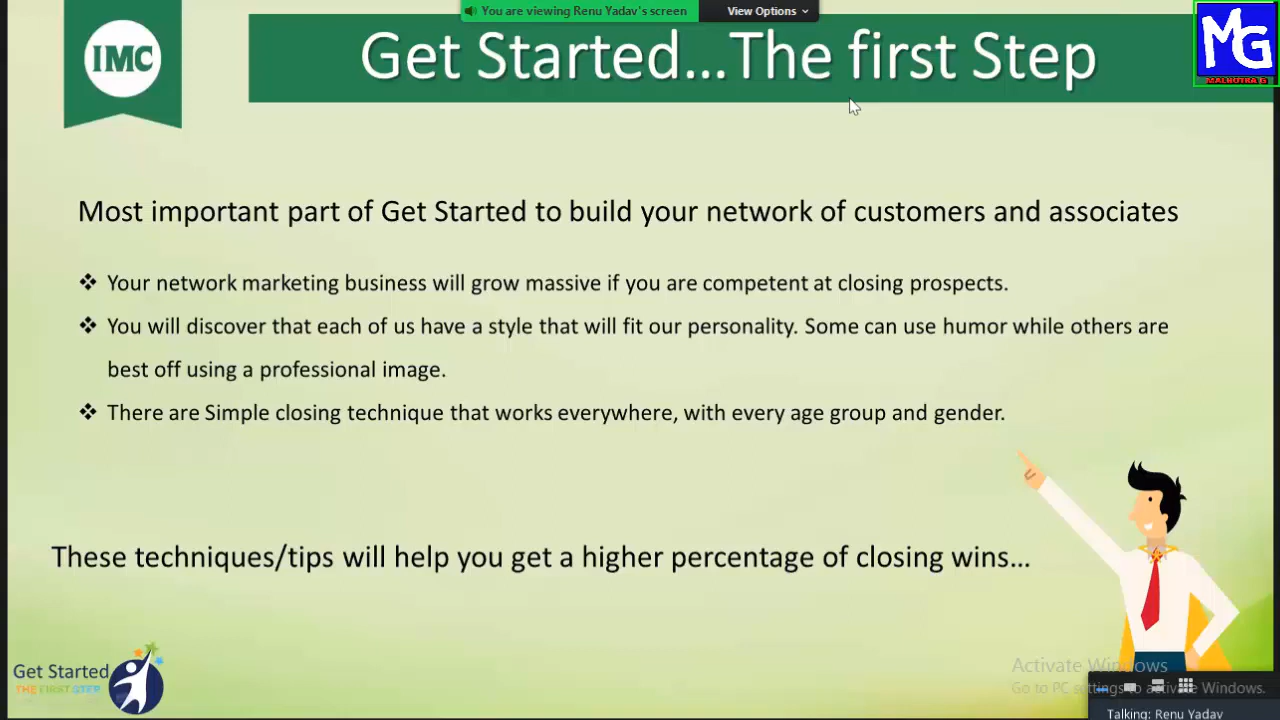 You are viewing Renu Yadav's screen
View Options
IMC
Get Started...The first Step
MG
MALHOTRA G
Most important part of Get Started to build your network of customers and associates
❖ Your network marketing business will grow massive if you are competent at closing prospects.
❖ You will discover that each of us have a style that will fit our personality. Some can use humor while others are
best off using a professional image.
❖ There are Simple closing technique that works everywhere, with every age group and gender.
These techniques/tips will help you get a higher percentage of closing wins...
Get Started
THE FIRST STEP
Activate Windows
Go to PC settings to activate Windows.
Talking: Renu Yadav